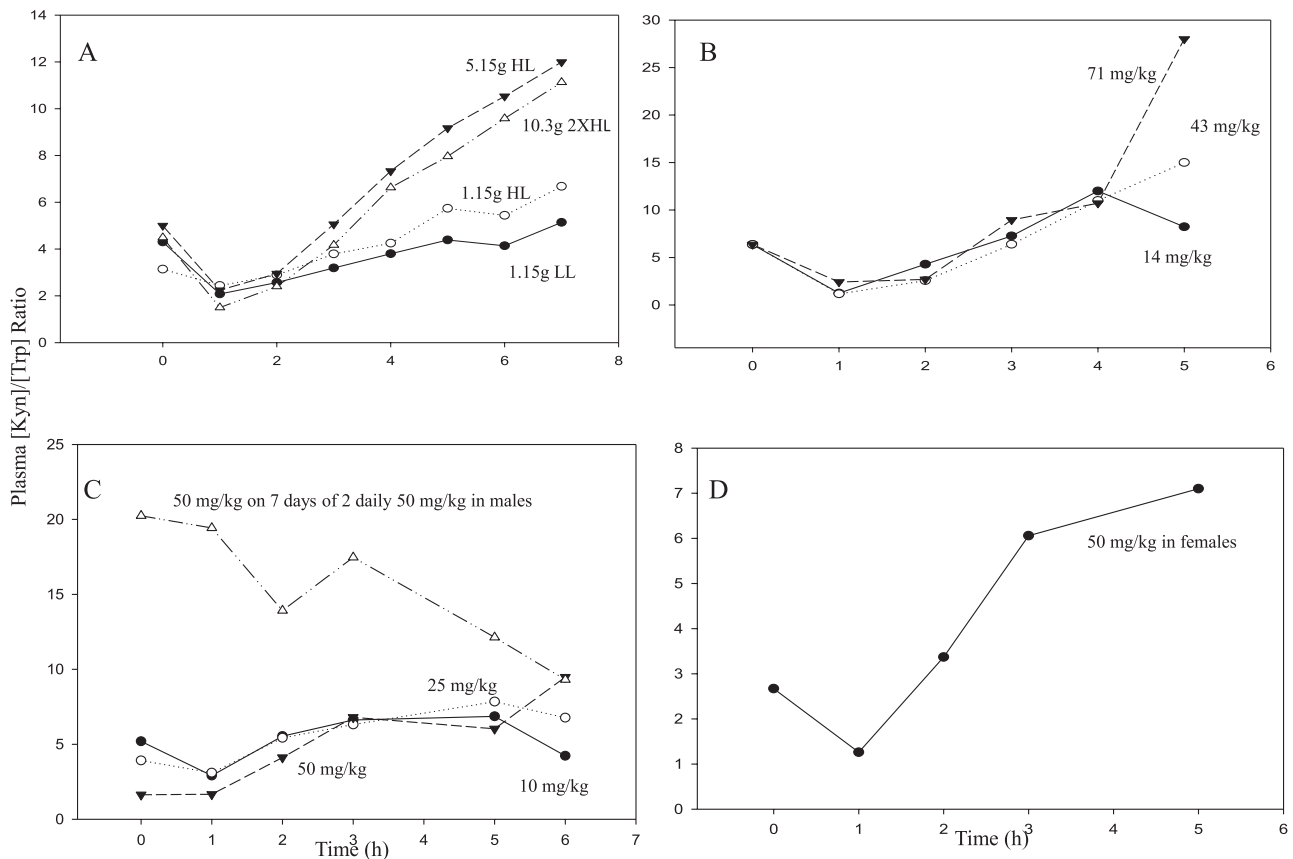 Plasma [Kyn]/[Trp] Ratio
A
14
12
10
8
6
4
2
0
0 2 4 6 8
5.15g HL
10.3g 2XHL
1.15g HL
1.15g LL
B
30
25
20
15
10
5
0
0 1 2 3 4 5 6
71 mg/kg
43 mg/kg
14 mg/kg
C
25
20
15
10
5
0
0 1 2 3 4 5 6 7
50 mg/kg on 7 days of 2 daily 50 mg/kg in males
25 mg/kg
50 mg/kg
10 mg/kg
Time (h)
D
8
7
6
5
4
3
2
1
0
0 1 2 3 4 5 6
50 mg/kg in females
Time (h)